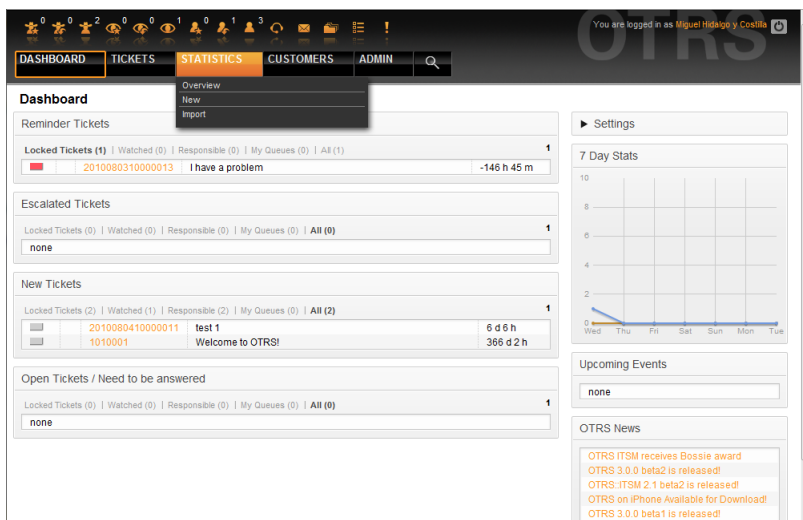 0 0 2 0 0 1 0 1 3
You are logged in as Miguel Hidalgo y Costilla
OTRS
DASHBOARD TICKETS STATISTICS CUSTOMERS ADMIN
Overview
New
Import
Dashboard
Reminder Tickets
Locked Tickets (1) | Watched (0) | Responsible (0) | My Queues (0) | All (1) 1
2010080310000013 I have a problem -146 h 45 m
Escalated Tickets
Locked Tickets (0) | Watched (0) | Responsible (0) | My Queues (0) | All (0) 1
none
New Tickets
Locked Tickets (2) | Watched (1) | Responsible (2) | My Queues (0) | All (2) 1
2010080410000011 test 1 6 d 6 h
1010001 Welcome to OTRS! 366 d 2 h
Open Tickets / Need to be answered
Locked Tickets (0) | Watched (0) | Responsible (0) | My Queues (0) | All (0) 1
none
Settings
7 Day Stats
10
8
6
4
2
0
Wed Thu Fri Sat Sun Mon Tue
Upcoming Events
none
OTRS News
OTRS ITSM receives Bossie award
OTRS 3.0.0 beta2 is released!
OTRS::ITSM 2.1 beta2 is released!
OTRS on iPhone Available for Download!
OTRS 3.0.0 beta1 is released!